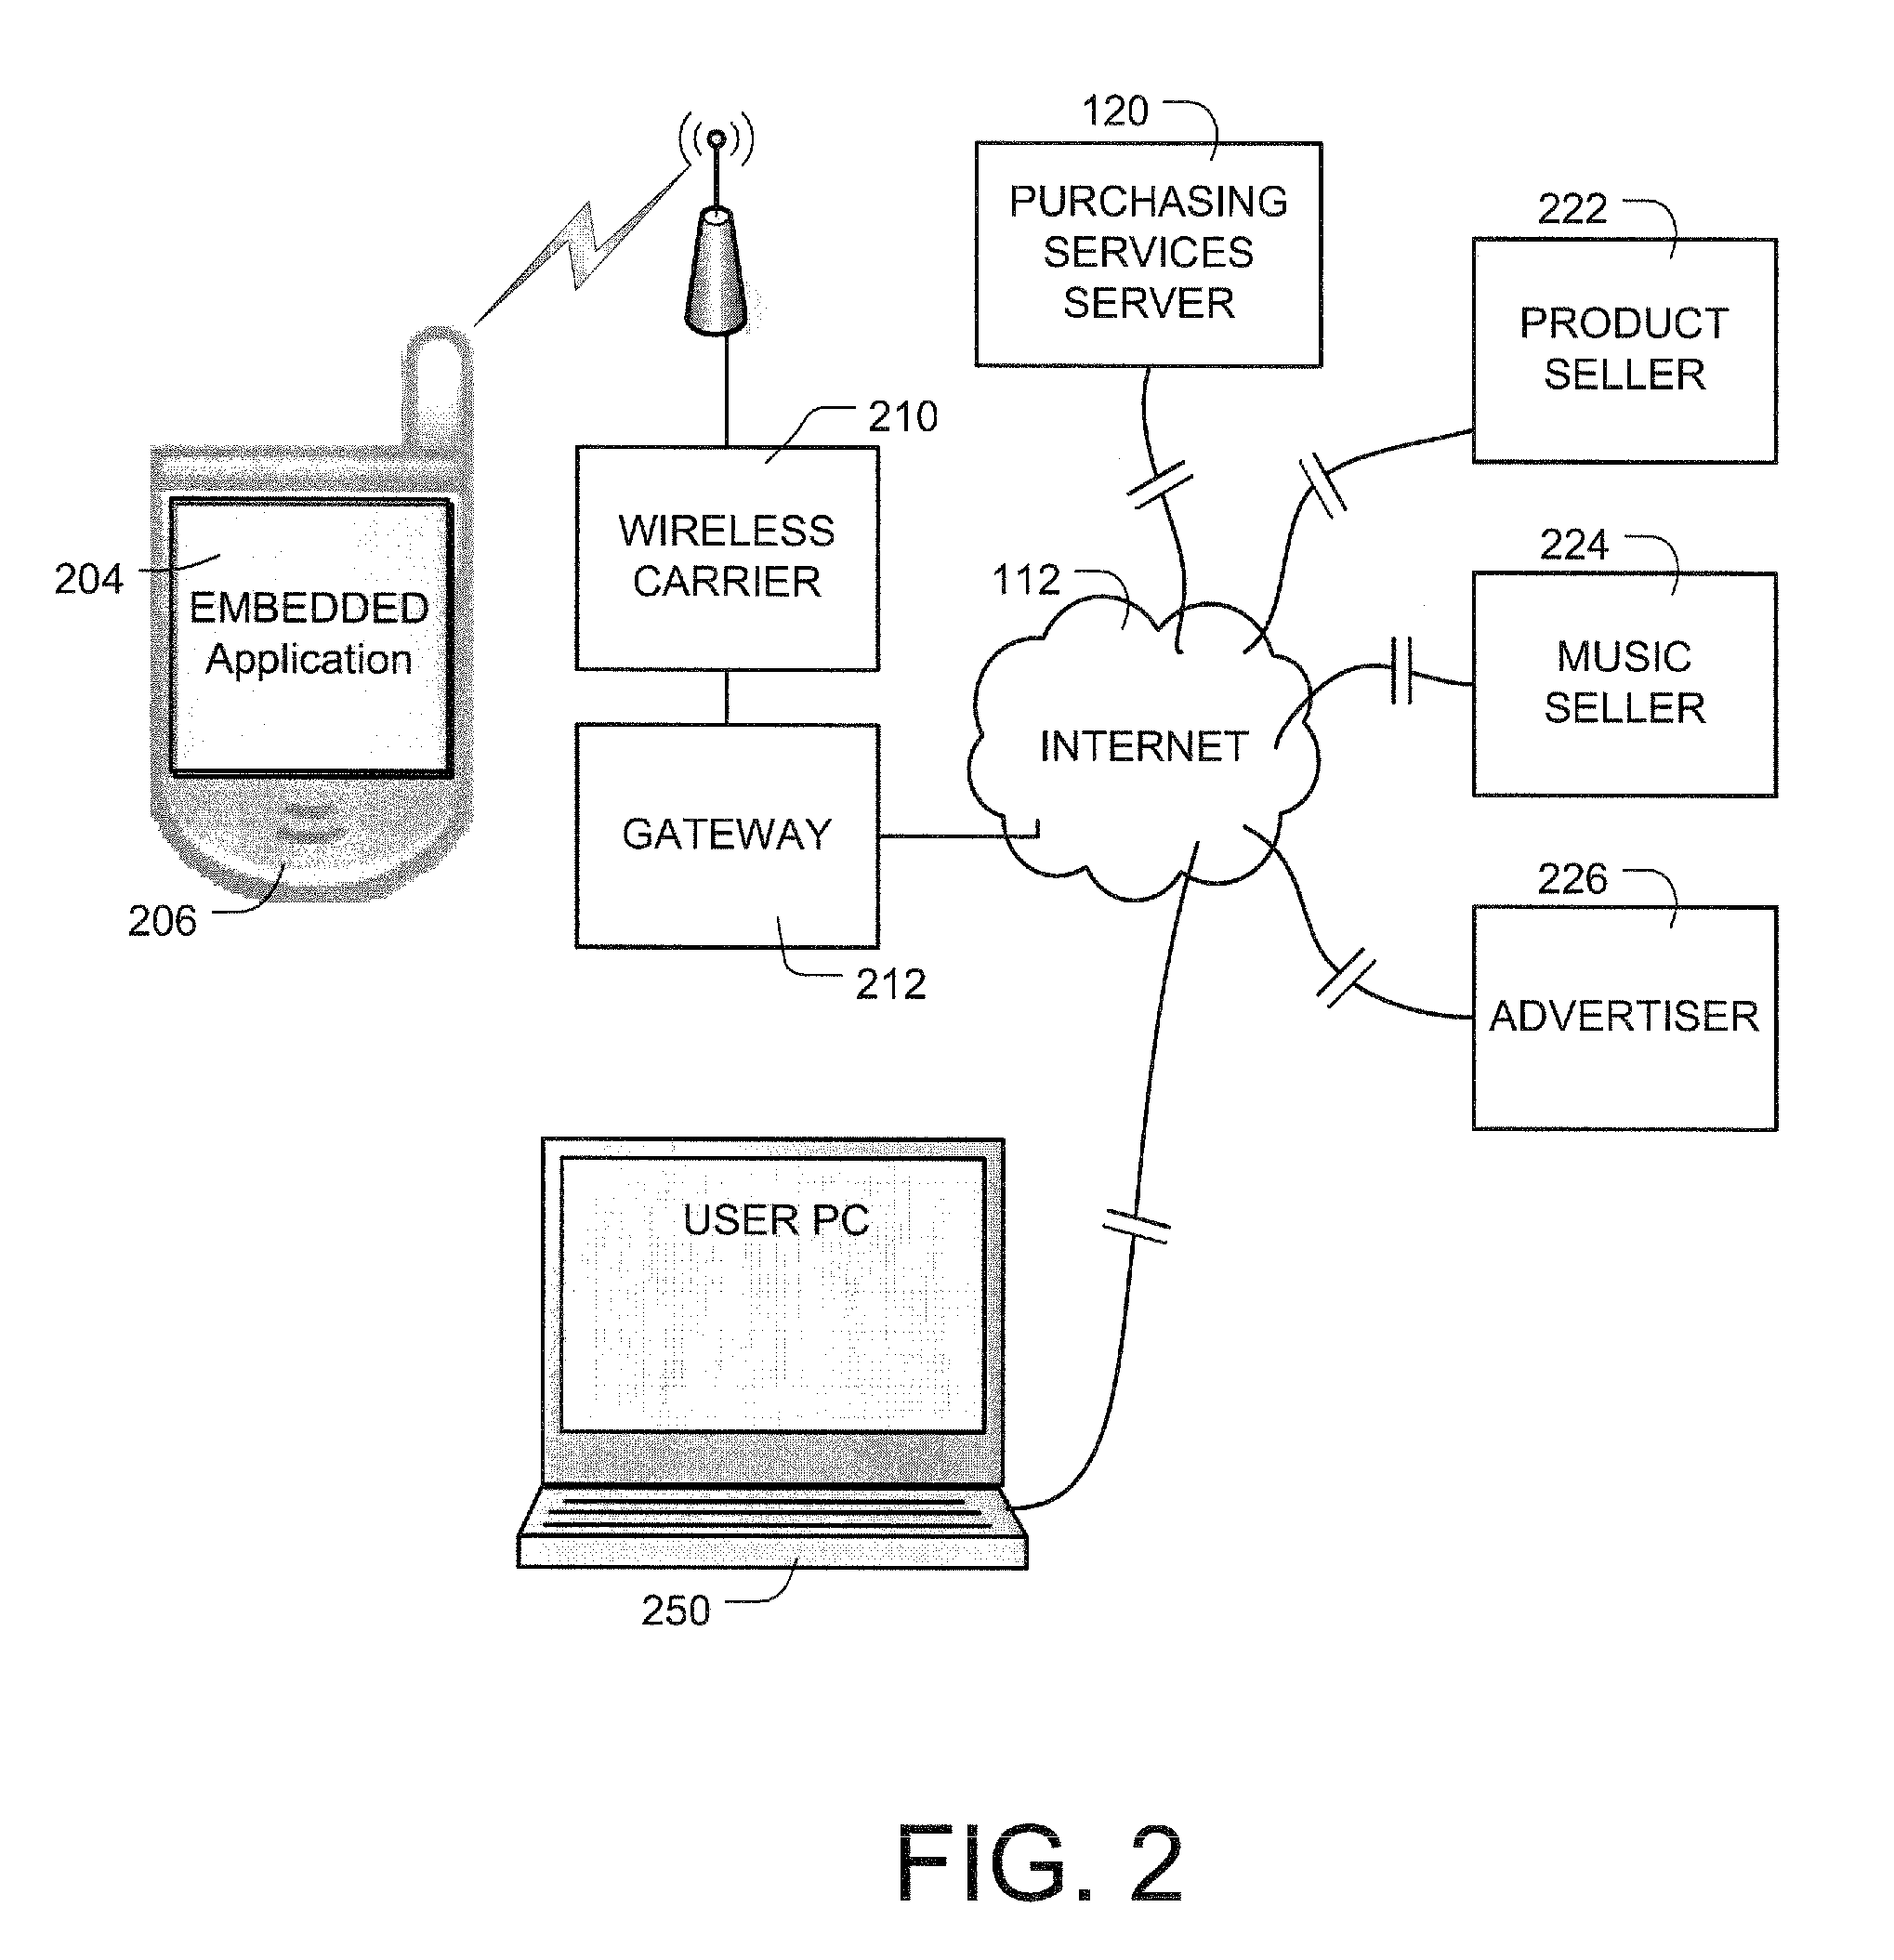 120
PURCHASING
SERVICES
SERVER
222
PRODUCT
SELLER
210
WIRELESS
CARRIER
204
EMBEDDED
Application
224
MUSIC
SELLER
112
INTERNET
GATEWAY
206
212
226
ADVERTISER
USER PC
250
FIG. 2